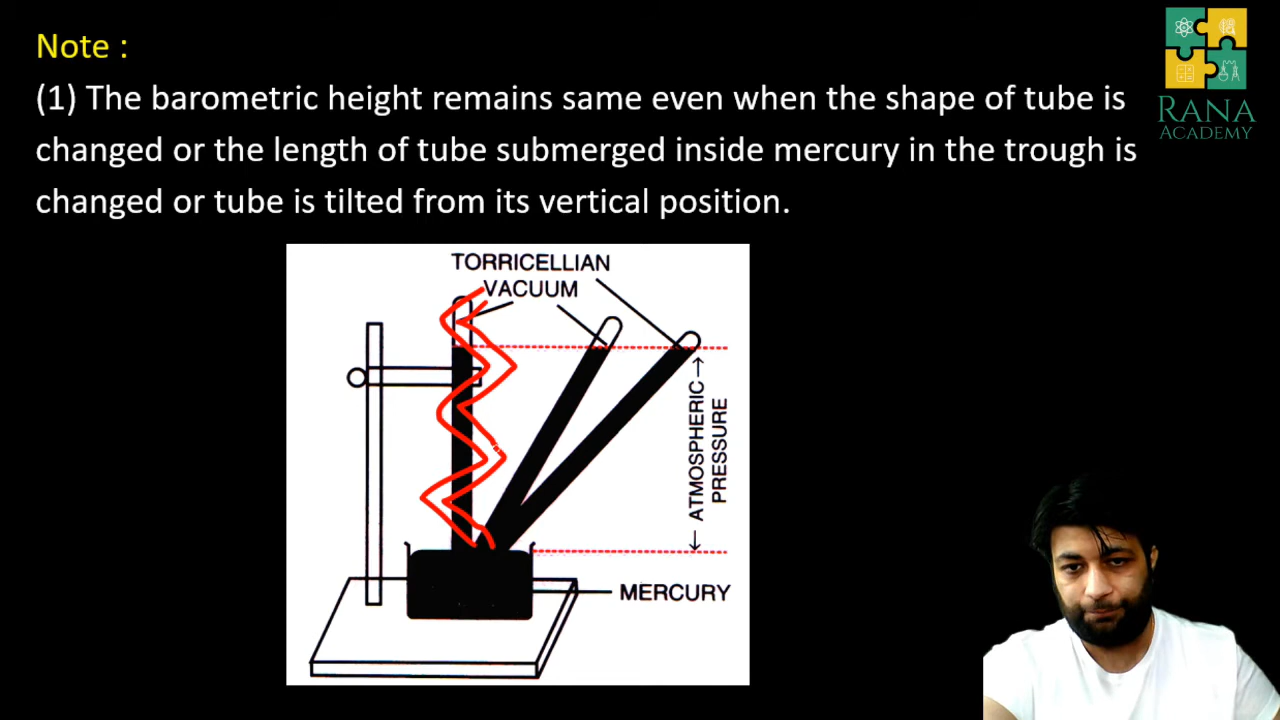 Note :
(1) The barometric height remains same even when the shape of tube is
changed or the length of tube submerged inside mercury in the trough is
changed or tube is tilted from its vertical position.
RANA
ACADEMY
TORRICELLIAN
VACUUM
ATMOSPHERIC
PRESSURE
MERCURY